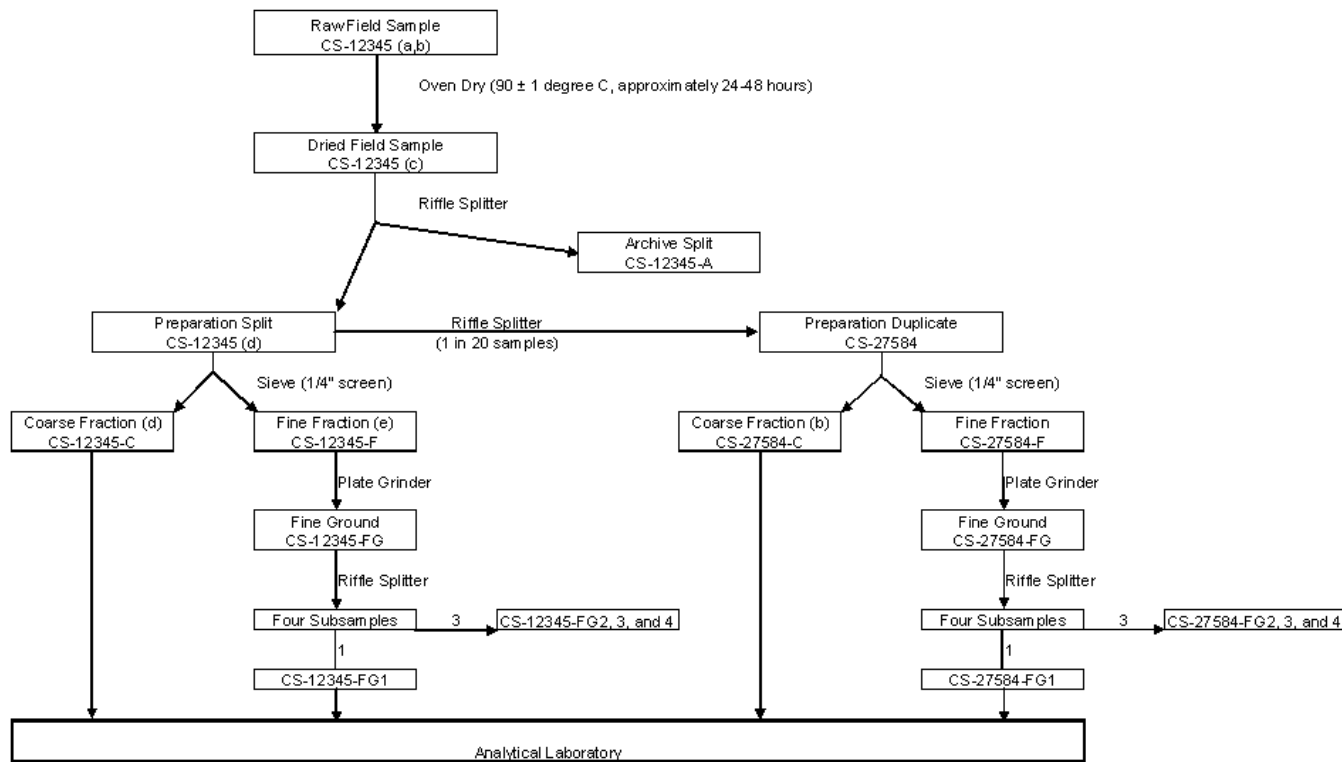 Raw Field Sample
CS-12345 (a,b)
Oven Dry (90 ± 1 degree C, approximately 24-48 hours)
Dried Field Sample
CS-12345 (c)
Riffle Splitter
Archive Split
CS-12345-A
Preparation Split
CS-12345 (d)
Riffle Splitter
(1 in 20 samples)
Preparation Duplicate
CS-27584
Sieve (1/4" screen)
Sieve (1/4" screen)
Coarse Fraction (d)
CS-12345-C
Fine Fraction (e)
CS-12345-F
Coarse Fraction (b)
CS-27584-C
Fine Fraction
CS-27584-F
Plate Grinder
Plate Grinder
Fine Ground
CS-12345-FG
Fine Ground
CS-27584-FG
Riffle Splitter
Riffle Splitter
Four Subsamples
3
CS-12345-FG2, 3, and 4
Four Subsamples
3
CS-27584-FG2, 3, and 4
1
1
CS-12345-FG1
CS-27584-FG1
Analytical Laboratory